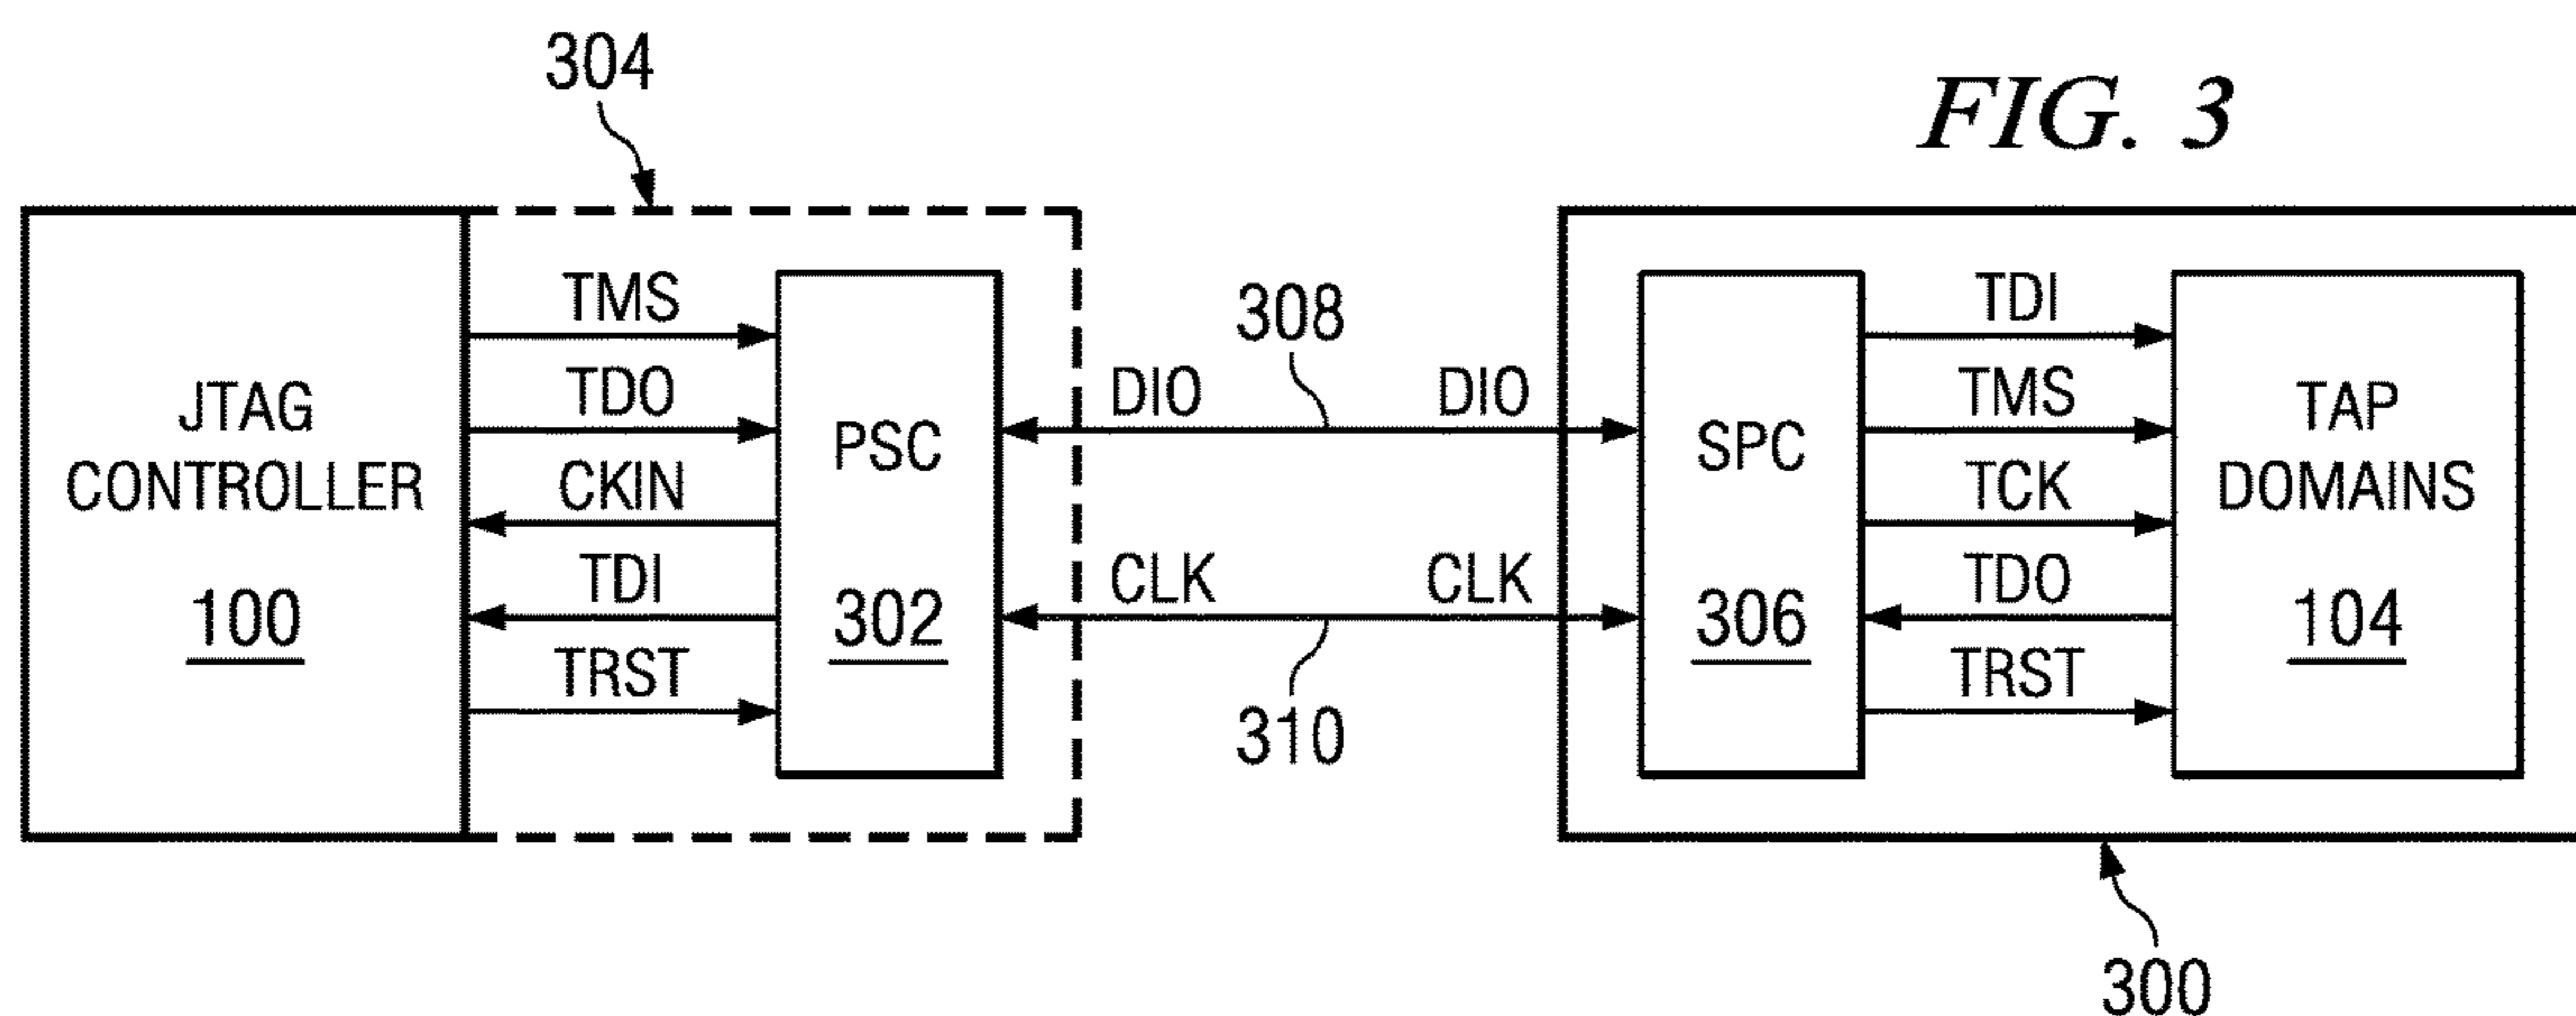 304
FIG. 3
JTAG
CONTROLLER
100
TMS
TDO
CKIN
TDI
TRST
PSC
302
DIO
308
DIO
CLK
CLK
310
SPC
306
TDI
TMS
TCK
TDO
TRST
TAP
DOMAINS
104
300